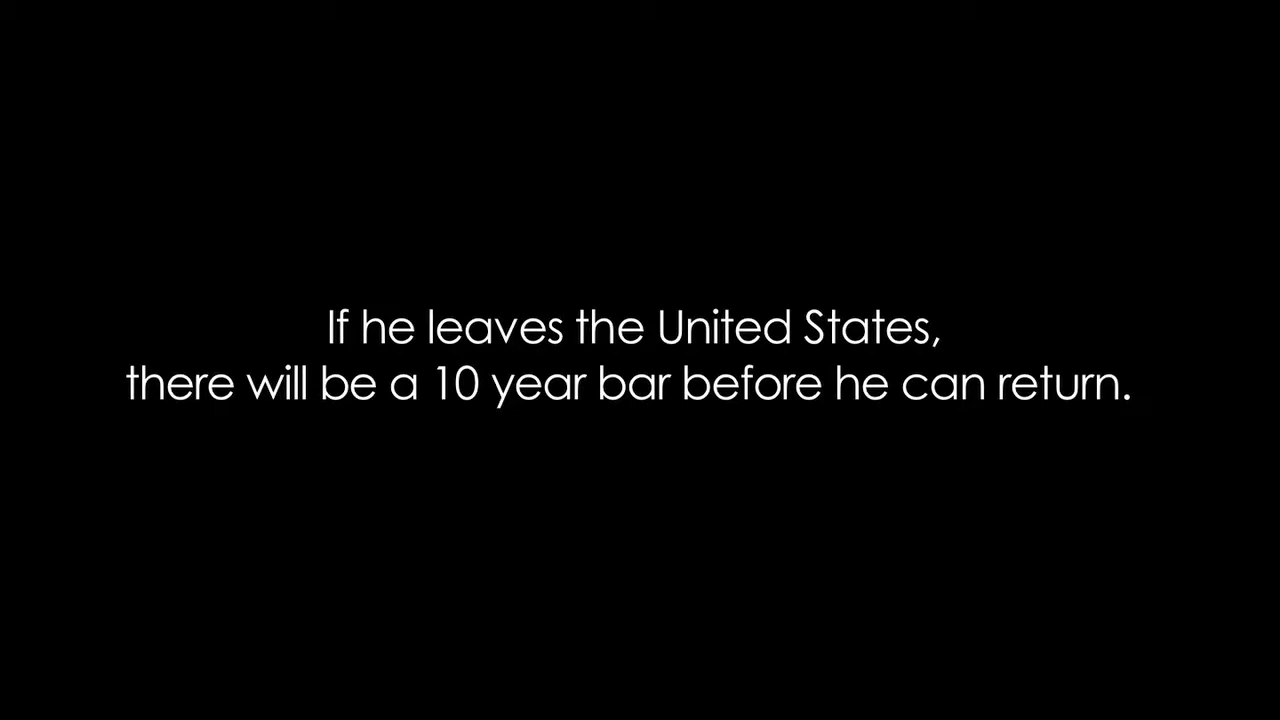 If he leaves the United States,
there will be a 10 year bar before he can return.